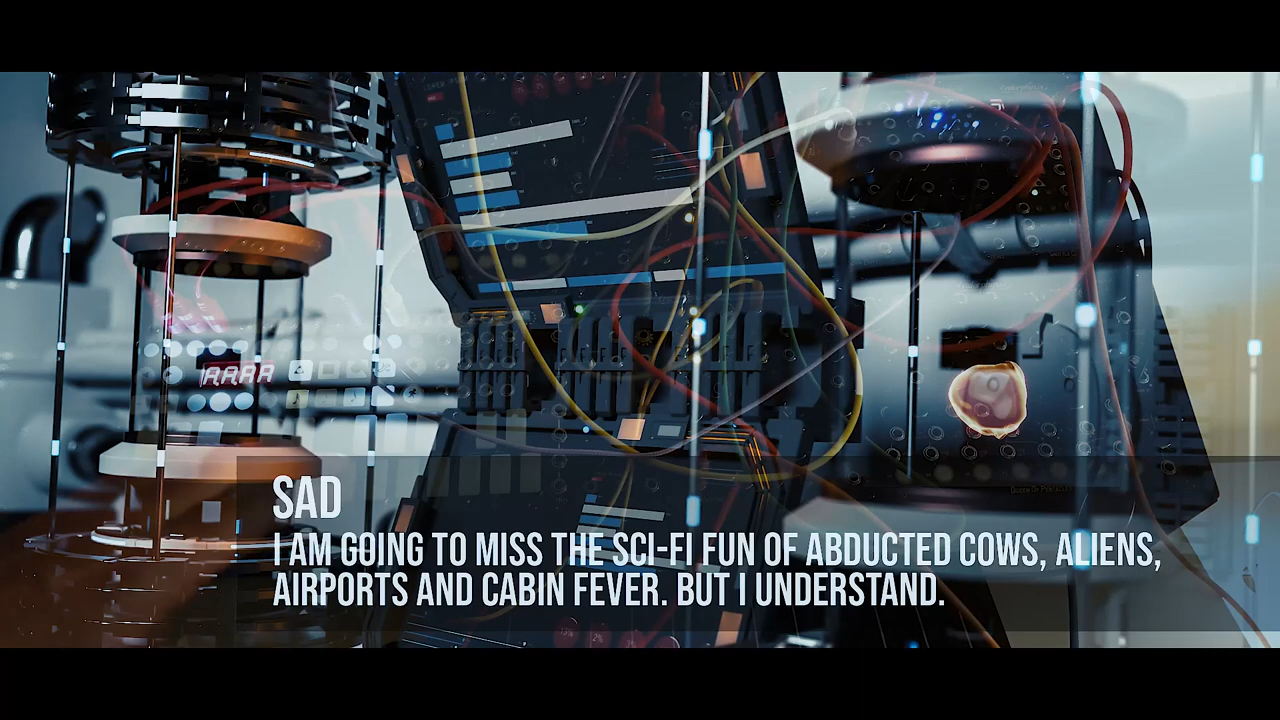 AAAA
SAD
I AM GOING TO MISS THE SCI-FI FUN OF ABDUCTED COWS, ALIENS,
AIRPORTS AND CABIN FEVER. BUT I UNDERSTAND.